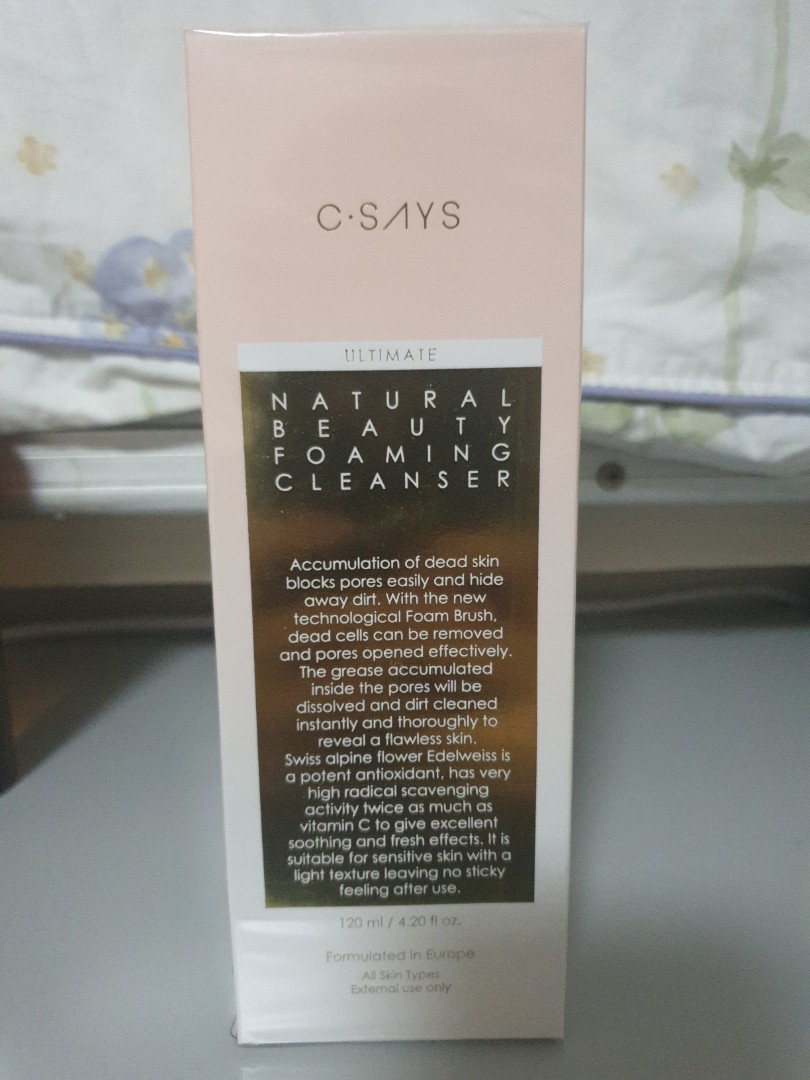 C·SAYS
ULTIMATE
NATURAL
BEAUTY
FOAMING
CLEANSER
Accumulation of dead skin
blocks pores easily and hide
away dirt. With the new
technological Foam Brush,
dead cells can be removed
and pores opened effectively.
The grease accumulated
inside the pores will be
dissolved and dirt cleaned
instantly and thoroughly to
reveal a flawless skin.
Swiss alpine flower Edelweiss is
a potent antioxidant, has very
high radical scavenging
activity twice as much as
vitamin C to give excellent
soothing and fresh effects. It is
suitable for sensitive skin with a
light texture leaving no sticky
feeling after use.
120 ml / 4.20 fl oz.
Formulated in Europe
All Skin Types
External use only